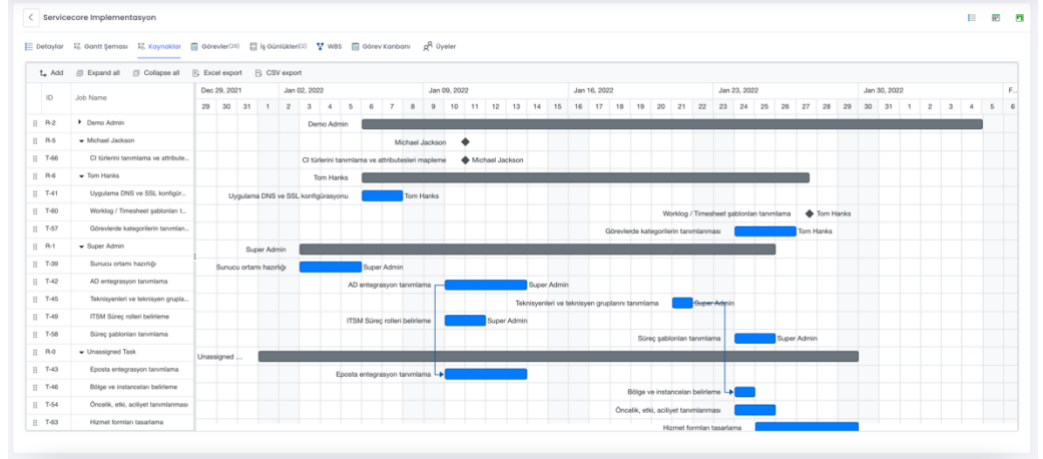 Servicecore Implementasyon
Detaylar Gantt Şeması Kaynaklar Görevler(29) İş Günlükleri(2) WBS Görev Kanbanı Üyeler
Add Expand all Collapse all Excel export CSV export
ID Job Name Dec 29, 2021 Jan 02, 2022 Jan 09, 2022 Jan 16, 2022 Jan 23, 2022 Jan 30, 2022 F...
29 30 31 1 2 3 4 5 6 7 8 9 10 11 12 13 14 15 16 17 18 19 20 21 22 23 24 25 26 27 28 29 30 31 1 2 3 4 5 6
R-2 Demo Admin Demo Admin
R-5 Michael Jackson Michael Jackson
T-66 CI türlerini tanımlama ve attribute... CI türlerini tanımlama ve attributesleri mapleme Michael Jackson
R-6 Tom Hanks Tom Hanks
T-41 Uygulama DNS ve SSL konfigür... Uygulama DNS ve SSL konfigürasyonu Tom Hanks
T-60 Worklog / Timesheet şablonları t... Worklog / Timesheet şablonları tanımlama Tom Hanks
T-57 Görevlerde kategorilerin tanımlan... Görevlerde kategorilerin tanımlanması Tom Hanks
R-1 Super Admin Super Admin
T-39 Sunucu ortamı hazırlığı Sunucu ortamı hazırlığı Super Admin
T-42 AD entegrasyon tanımlama AD entegrasyon tanımlama Super Admin
T-45 Teknisyenleri ve teknisyen grupla... Teknisyenleri ve teknisyen gruplarını tanımlama Super Admin
T-49 ITSM Süreç rolleri belirleme ITSM Süreç rolleri belirleme Super Admin
T-58 Süreç şablonları tanımlama Süreç şablonları tanımlama Super Admin
R-0 Unassigned Task Unassigned ...
T-43 Eposta entegrasyon tanımlama Eposta entegrasyon tanımlama
T-46 Bölge ve instanceları belirleme Bölge ve instanceları belirleme
T-54 Öncelik, etki, aciliyet tanımlanması Öncelik, etki, aciliyet tanımlanması
T-63 Hizmet formları tasarlama Hizmet formları tasarlama